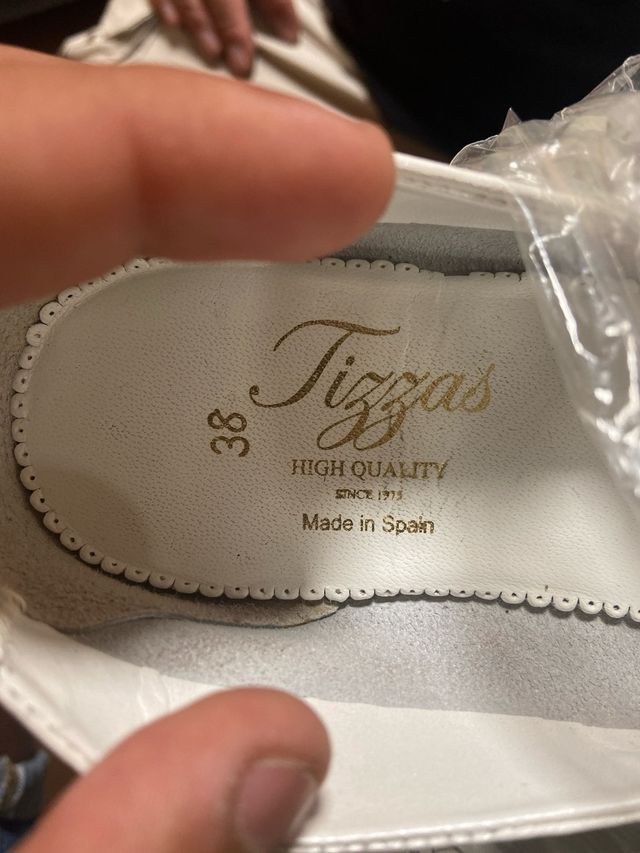 Tizzas
38
HIGH QUALITY
SINCE 1975
Made in Spain